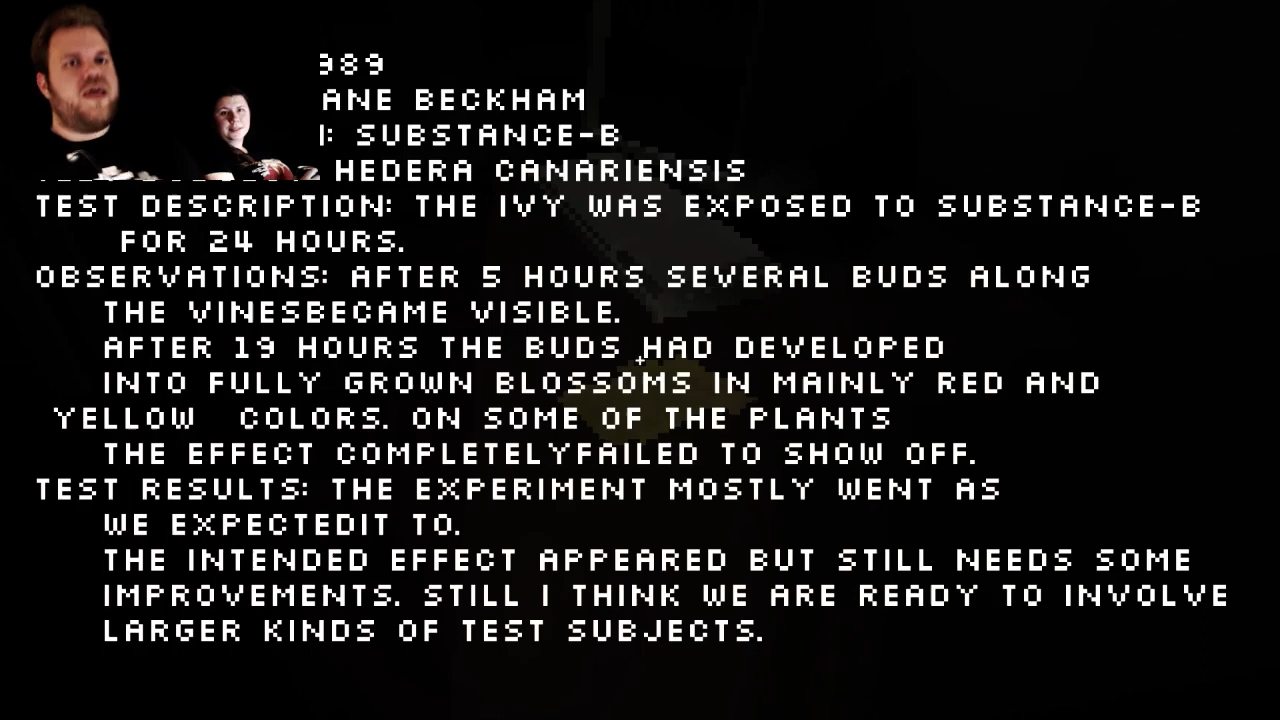 989
ANE BECKHAM
: SUBSTANCE-B
HEDERA CANARIENSIS
TEST DESCRIPTION: THE IVY WAS EXPOSED TO SUBSTANCE-B
FOR 24 HOURS.
OBSERVATIONS: AFTER 5 HOURS SEVERAL BUDS ALONG
THE VINESBECAME VISIBLE.
AFTER 19 HOURS THE BUDS HAD DEVELOPED
INTO FULLY GROWN BLOSSOMS IN MAINLY RED AND
YELLOW COLORS. ON SOME OF THE PLANTS
THE EFFECT COMPLETELYFAILED TO SHOW OFF.
TEST RESULTS: THE EXPERIMENT MOSTLY WENT AS
WE EXPECTEDIT TO.
THE INTENDED EFFECT APPEARED BUT STILL NEEDS SOME
IMPROVEMENTS. STILL I THINK WE ARE READY TO INVOLVE
LARGER KINDS OF TEST SUBJECTS.